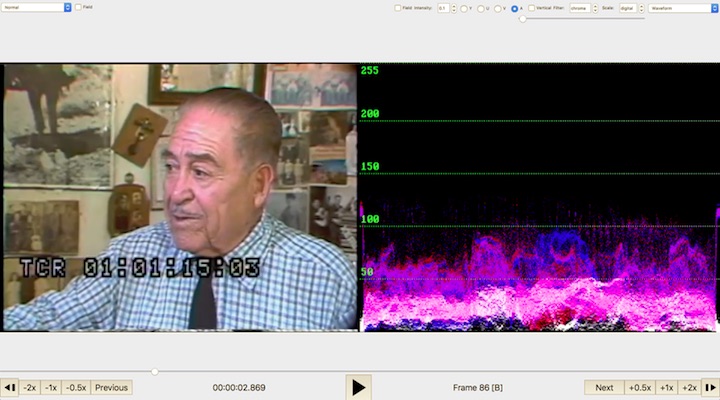 Normal
Field
Field Intensity: 0.1 Y U V A Vertical Filter: chroma Scale: digital Waveform
255
200
150
100
50
TCR 01:01:15:03
-2x -1x -0.5x Previous 00:00:02.869 Frame 86 [B] Next +0.5x +1x +2x